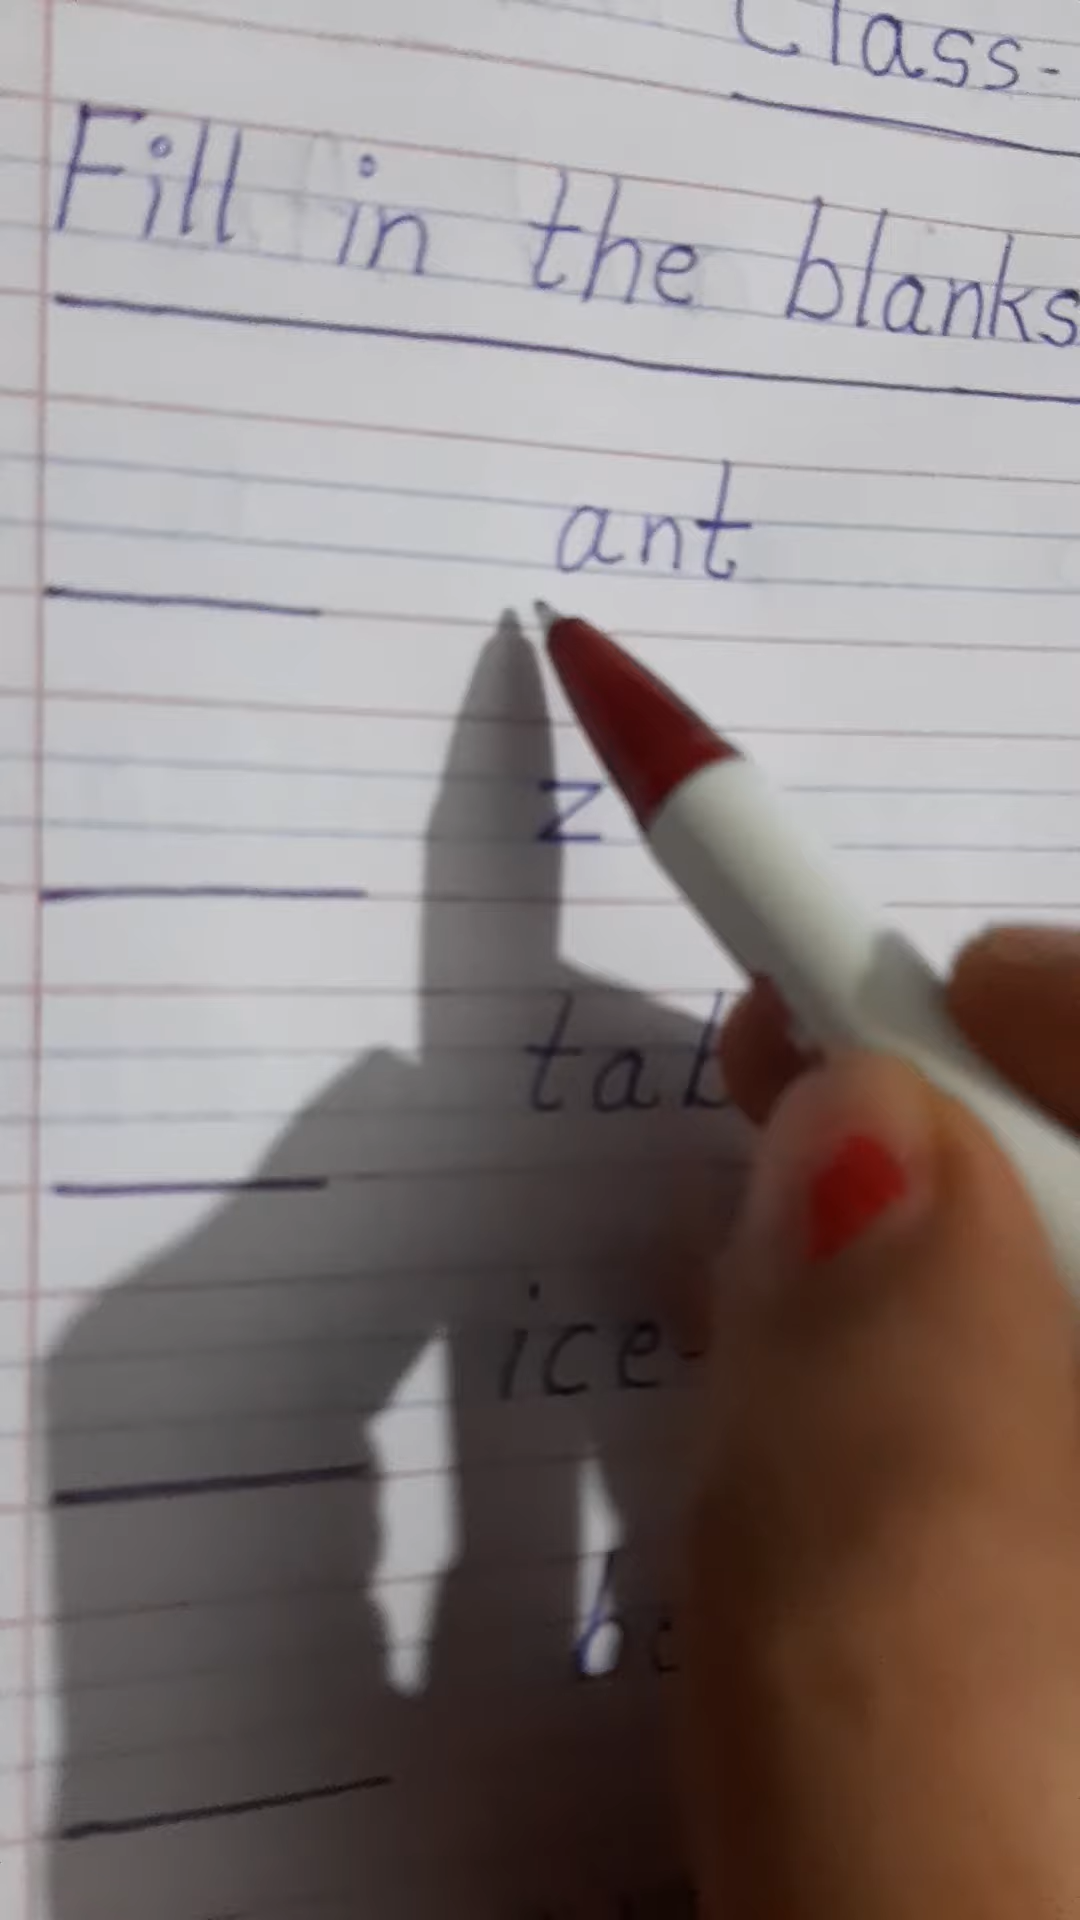 Class-
Fill in the blanks
ant
z
tab
ice-